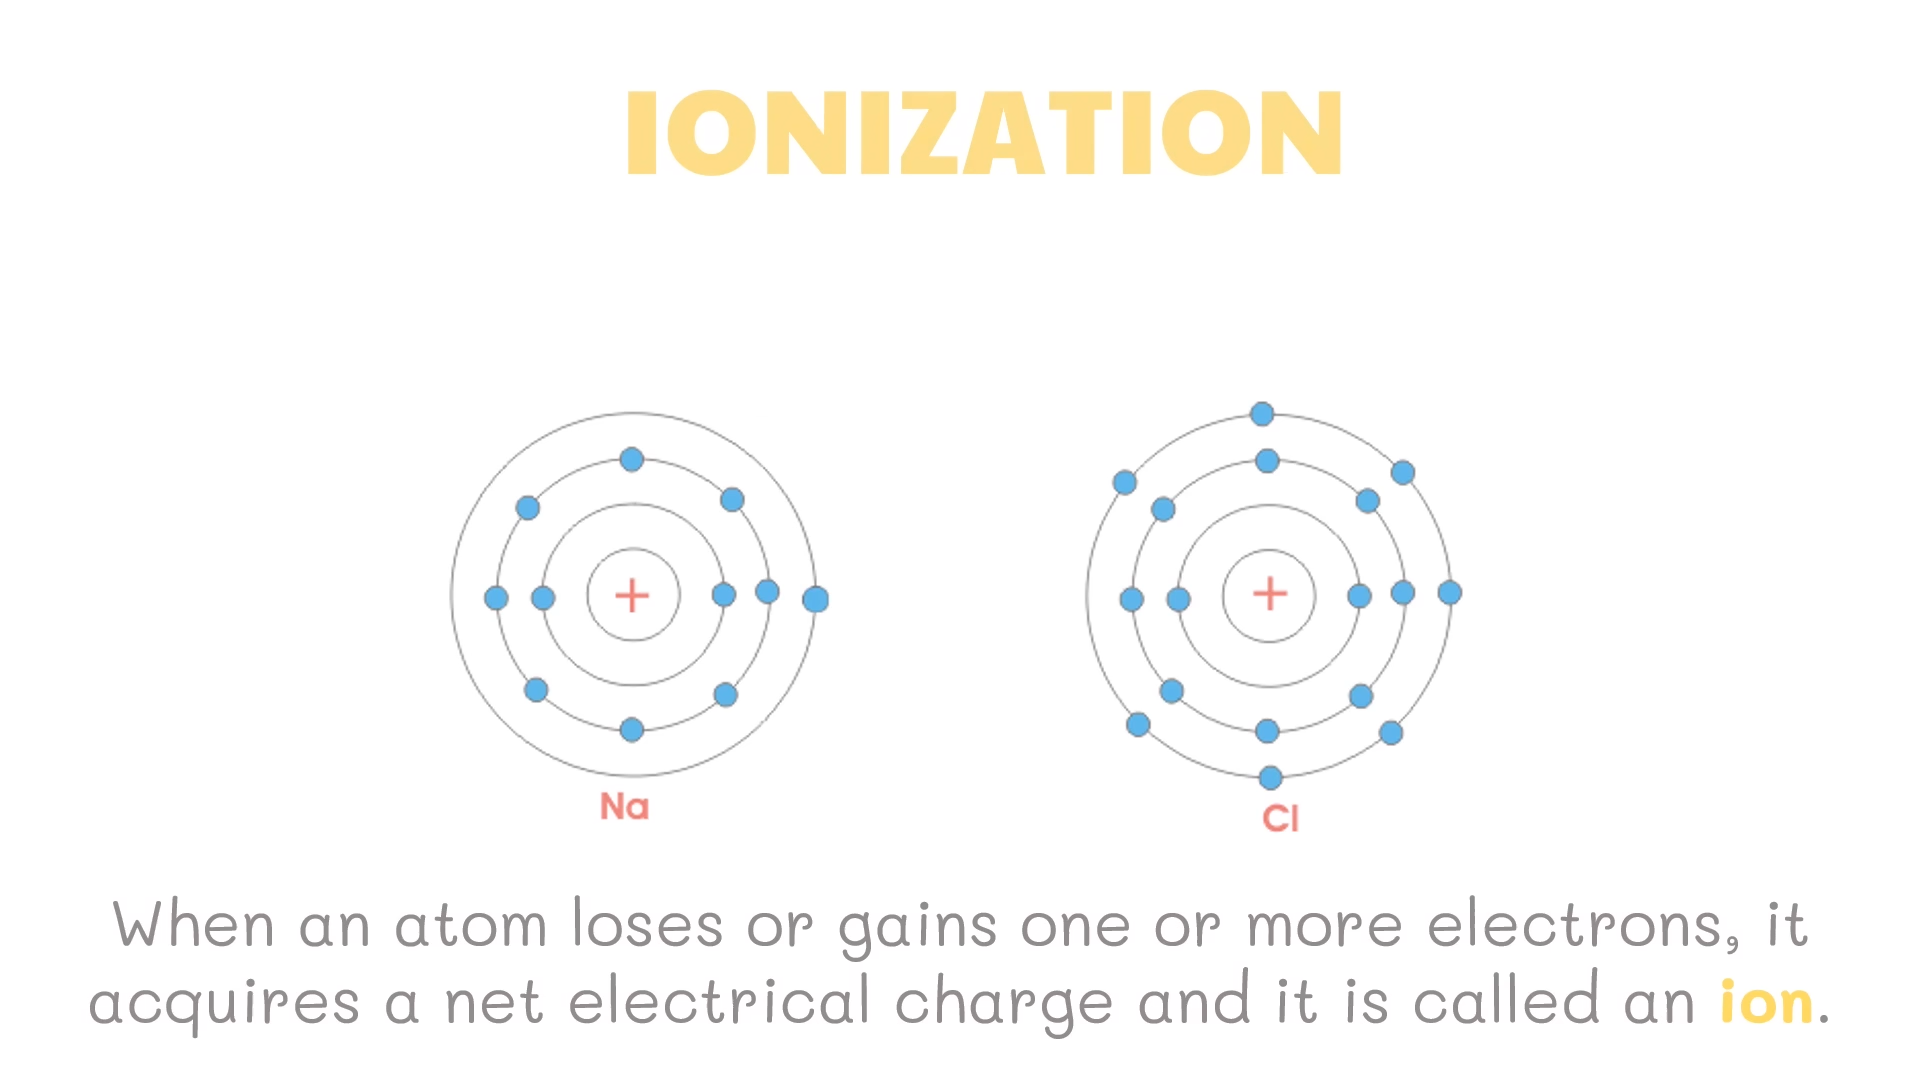 IONIZATION
+
+
Na
Cl
When an atom loses or gains one or more electrons, it
acquires a net electrical charge and it is called an ion.